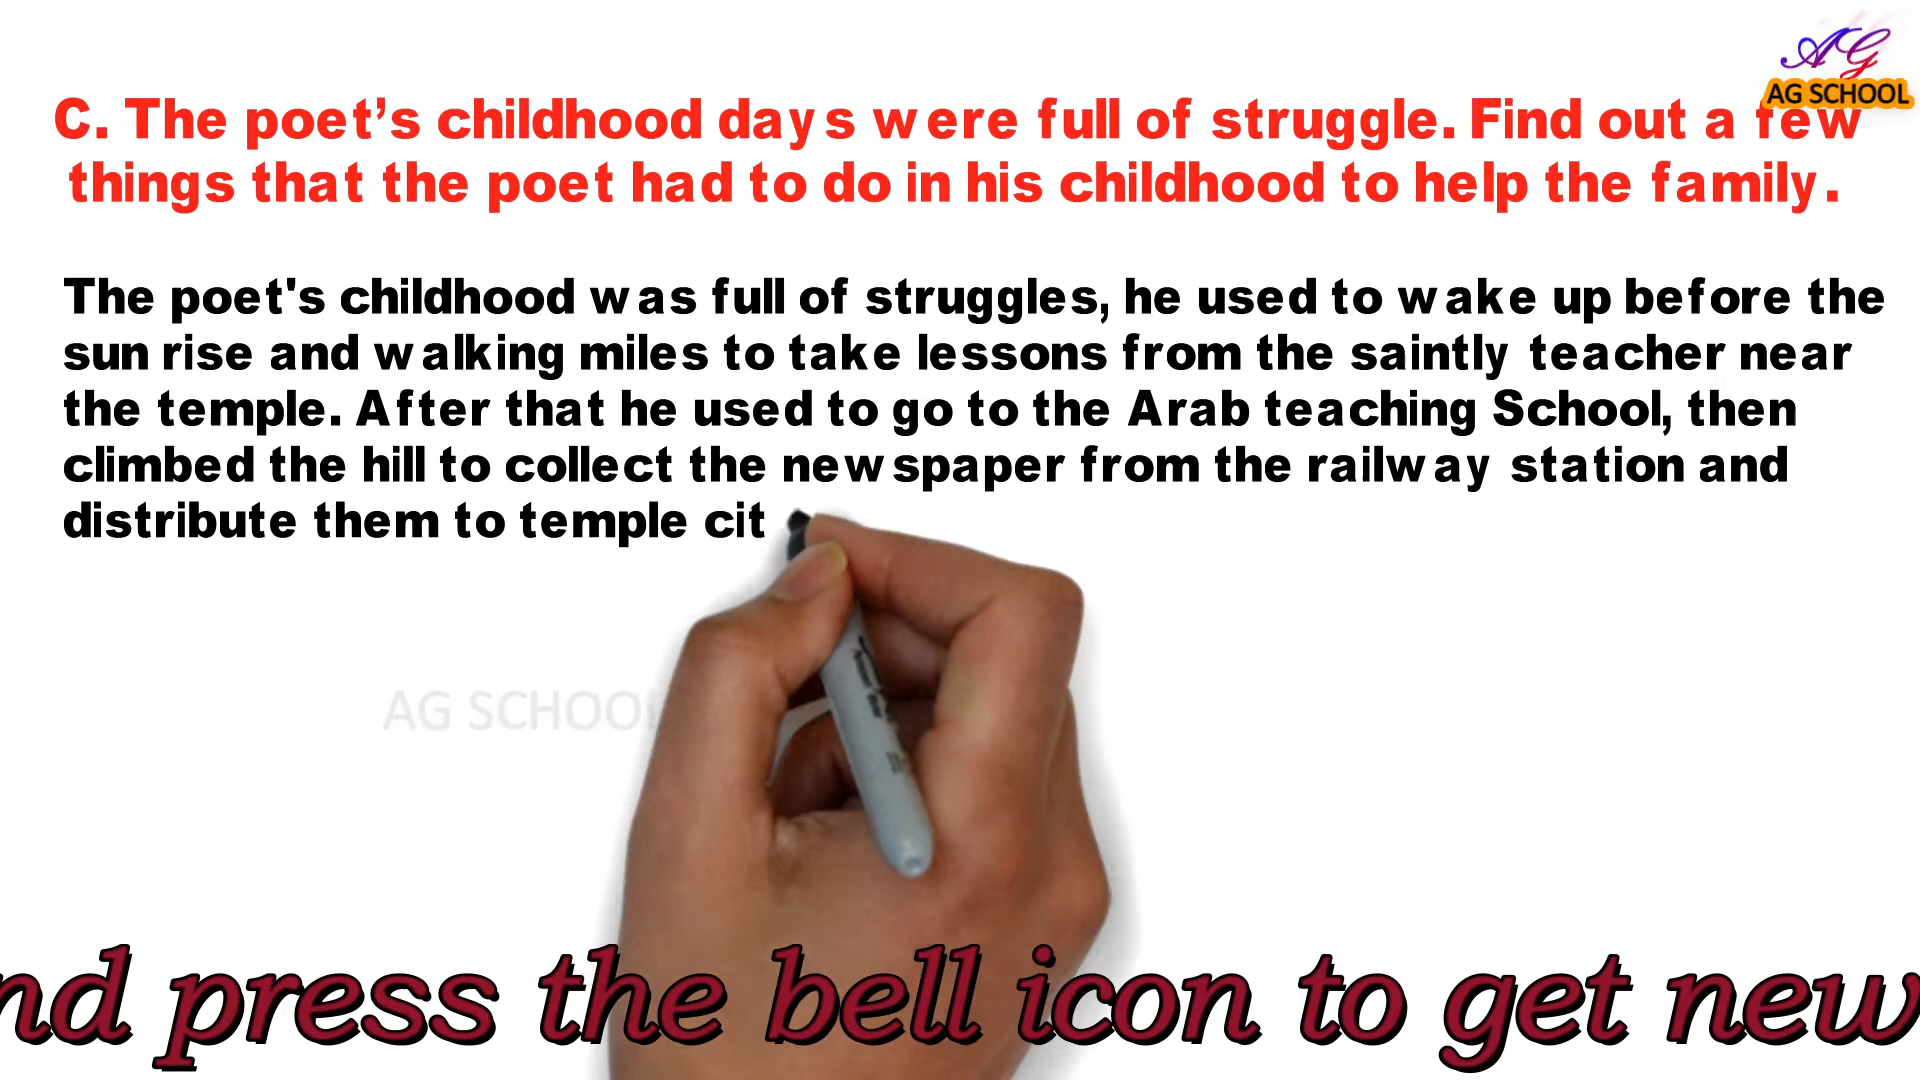 AG
AG SCHOOL
C. The poet’s childhood days were full of struggle. Find out a few
things that the poet had to do in his childhood to help the family.
The poet's childhood was full of struggles, he used to wake up before the
sun rise and walking miles to take lessons from the saintly teacher near
the temple. After that he used to go to the Arab teaching School, then
climbed the hill to collect the newspaper from the railway station and
distribute them to temple cit
AG SCHOOL
nd press the bell icon to get new